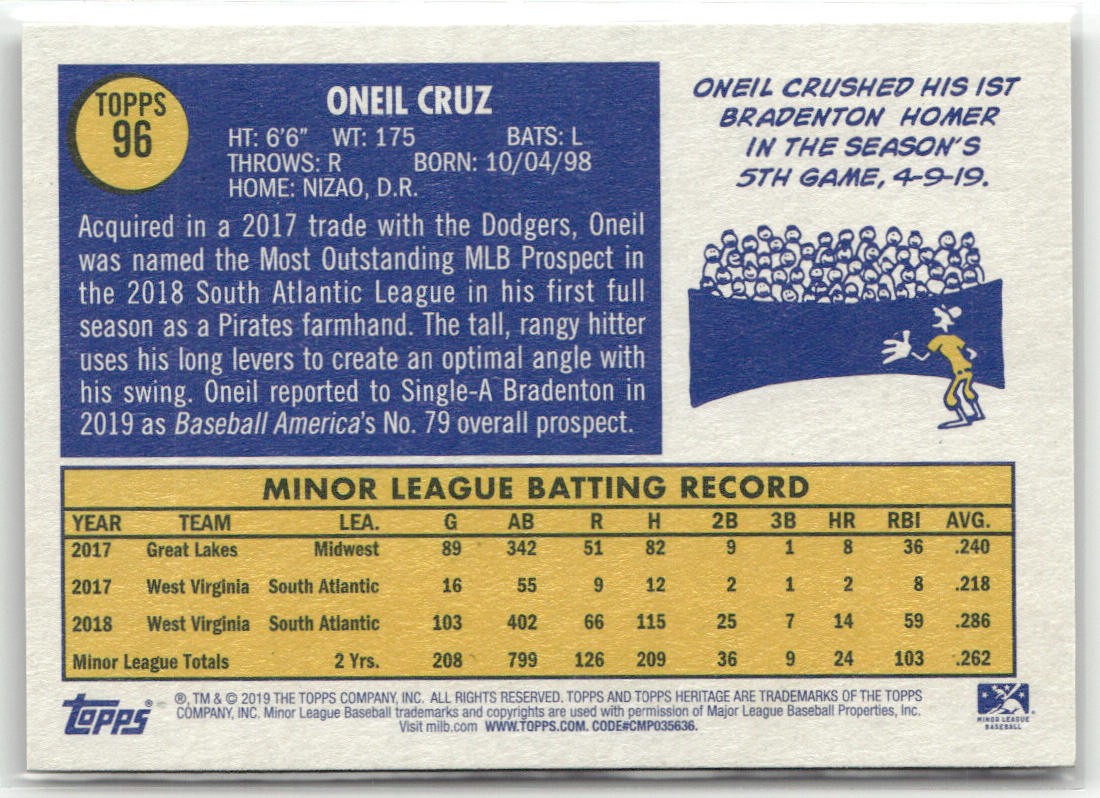 TOPPS
96
ONEIL CRUZ
HT: 6'6" WT: 175 BATS: L
THROWS: R BORN: 10/04/98
HOME: NIZAO, D.R.
Acquired in a 2017 trade with the Dodgers, Oneil
was named the Most Outstanding MLB Prospect in
the 2018 South Atlantic League in his first full
season as a Pirates farmhand. The tall, rangy hitter
uses his long levers to create an optimal angle with
his swing. Oneil reported to Single-A Bradenton in
2019 as Baseball America's No. 79 overall prospect.
ONEIL CRUSHED HIS 1ST
BRADENTON HOMER
IN THE SEASON'S
5TH GAME, 4-9-19.
MINOR LEAGUE BATTING RECORD
YEAR TEAM LEA. G AB R H 2B 3B HR RBI AVG.
2017 Great Lakes Midwest 89 342 51 82 9 1 8 36 .240
2017 West Virginia South Atlantic 16 55 9 12 2 1 2 8 .218
2018 West Virginia South Atlantic 103 402 66 115 25 7 14 59 .286
Minor League Totals 2 Yrs. 208 799 126 209 36 9 24 103 .262
topps®
®, TM & © 2019 THE TOPPS COMPANY, INC. ALL RIGHTS RESERVED. TOPPS AND TOPPS HERITAGE ARE TRADEMARKS OF THE TOPPS
COMPANY, INC. Minor League Baseball trademarks and copyrights are used with permission of Major League Baseball Properties, Inc.
Visit milb.com WWW.TOPPS.COM. CODE#CMP035636.
MINOR LEAGUE
BASEBALL